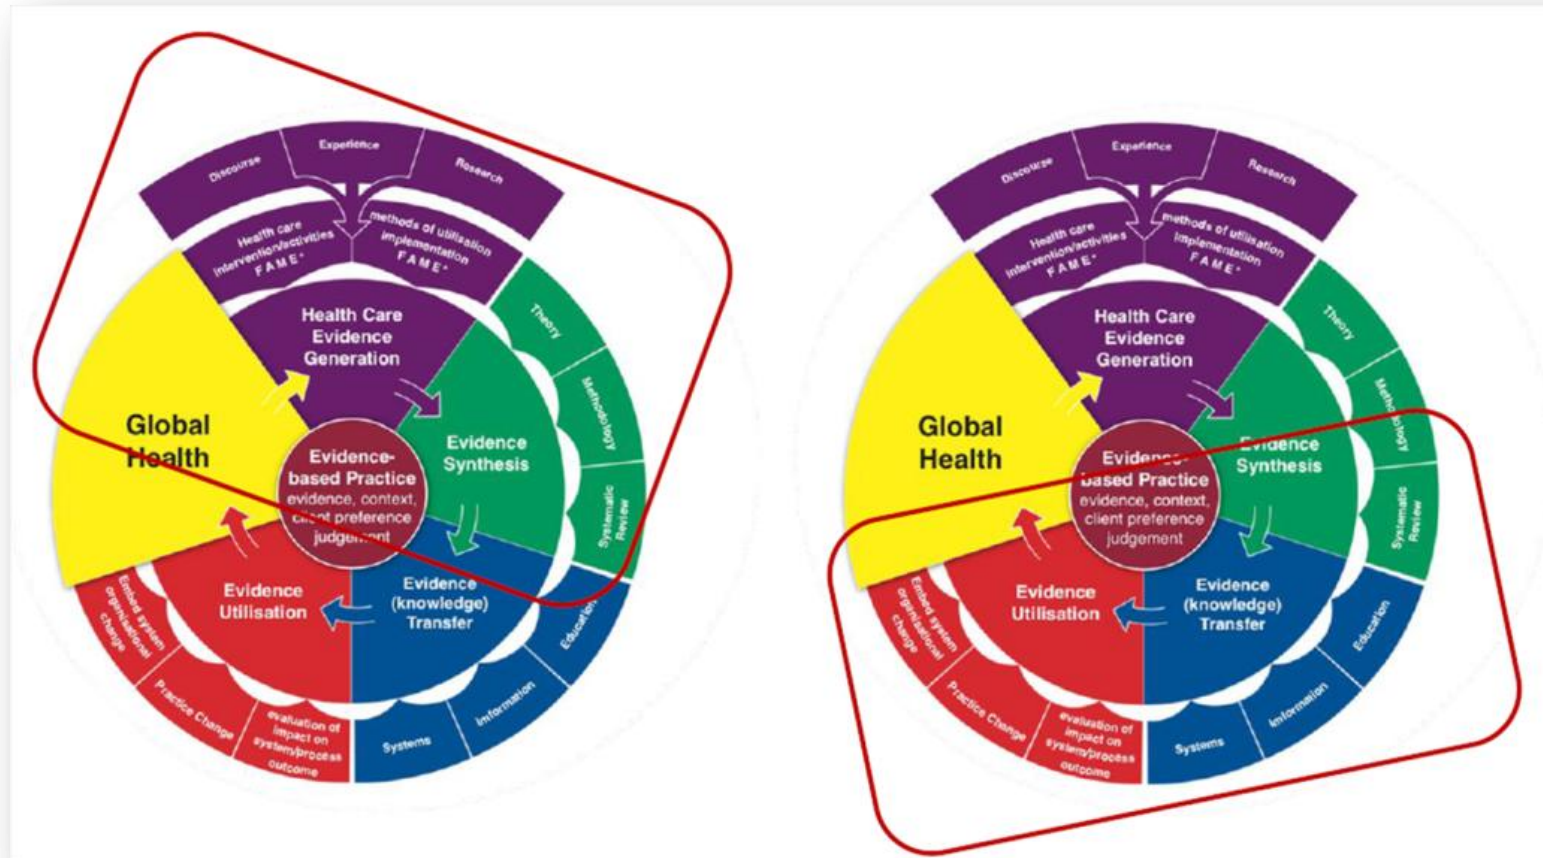 Discourse
Experience
Research
Health care
intervention/activities
F A M E*
methods of utilisation
implementation
F A M E*
Health Care
Evidence
Generation
Theory
Methodology
Systematic
Review
Global
Health
Evidence
Synthesis
Evidence-
based Practice
evidence, context,
client preference
judgement
Evidence
Utilisation
Evidence
(knowledge)
Transfer
Embed system
organisational
change
Practice Change
evaluation of
impact on
system/process
outcome
Systems
Information
Education
Discourse
Experience
Research
Health care
intervention/activities
F A M E*
methods of utilisation
implementation
F A M E*
Health Care
Evidence
Generation
Theory
Methodology
Systematic
Review
Global
Health
Evidence
Synthesis
Evidence-
based Practice
evidence, context,
client preference
judgement
Evidence
Utilisation
Evidence
(knowledge)
Transfer
Embed system
organisational
change
Practice Change
evaluation of
impact on
system/process
outcome
Systems
Information
Education